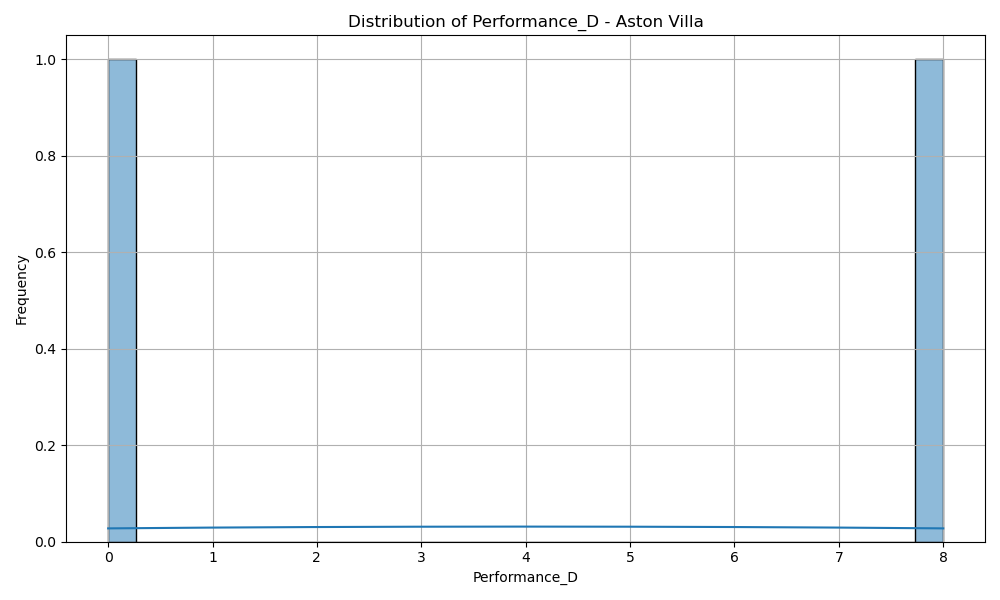 Distribution of Performance_D - Aston Villa
Frequency
1.0
0.8
0.6
0.4
0.2
0.0
0 1 2 3 4 5 6 7 8
Performance_D